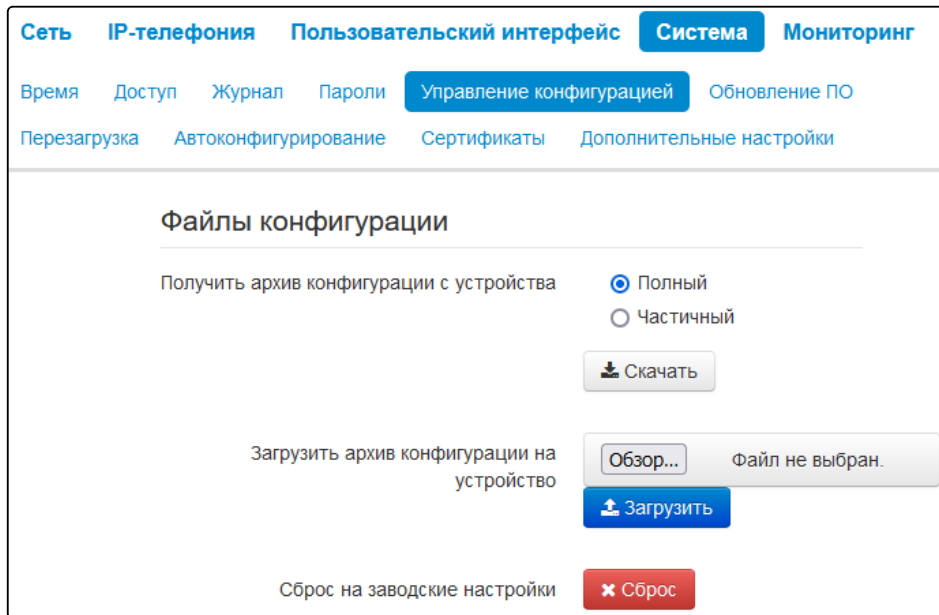 Сеть IP-телефония Пользовательский интерфейс Система Мониторинг
Время Доступ Журнал Пароли Управление конфигурацией Обновление ПО
Перезагрузка Автоконфигурирование Сертификаты Дополнительные настройки
Файлы конфигурации
Получить архив конфигурации с устройства Полный
Частичный
Скачать
Загрузить архив конфигурации на
устройство
Обзор... Файл не выбран.
Загрузить
Сброс на заводские настройки Сброс